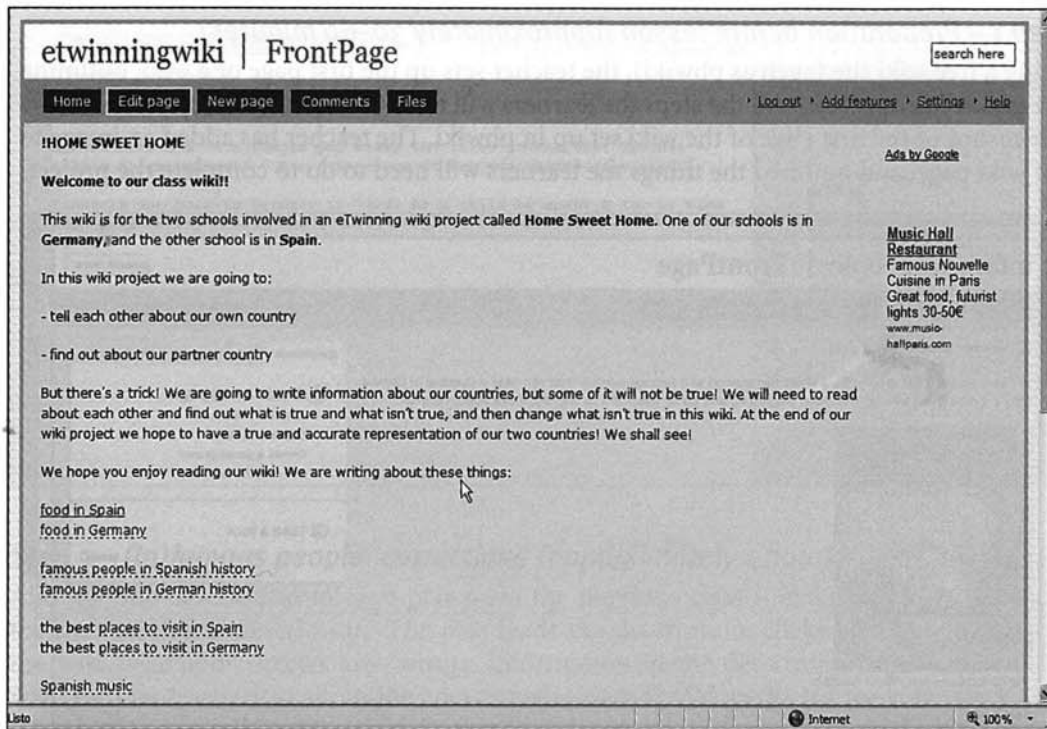 etwinningwiki | FrontPage
search here
Home Edit page New page Comments Files
Log out Add features Settings Help
!HOME SWEET HOME
Welcome to our class wiki!!
This wiki is for the two schools involved in an eTwinning wiki project called Home Sweet Home. One of our schools is in
Germany, and the other school is in Spain.
In this wiki project we are going to:
- tell each other about our own country
- find out about our partner country
But there's a trick! We are going to write information about our countries, but some of it will not be true! We will need to read
about each other and find out what is true and what isn't true, and then change what isn't true in this wiki. At the end of our
wiki project we hope to have a true and accurate representation of our two countries! We shall see!
We hope you enjoy reading our wiki! We are writing about these things:
food in Spain
food in Germany
famous people in Spanish history
famous people in German history
the best places to visit in Spain
the best places to visit in Germany
Spanish music
Ads by Google
Music Hall
Restaurant
Famous Nouvelle
Cuisine in Paris
Great food, futurist
lights 30-50€
www.music-
hallparis.com
Listo Internet 100%